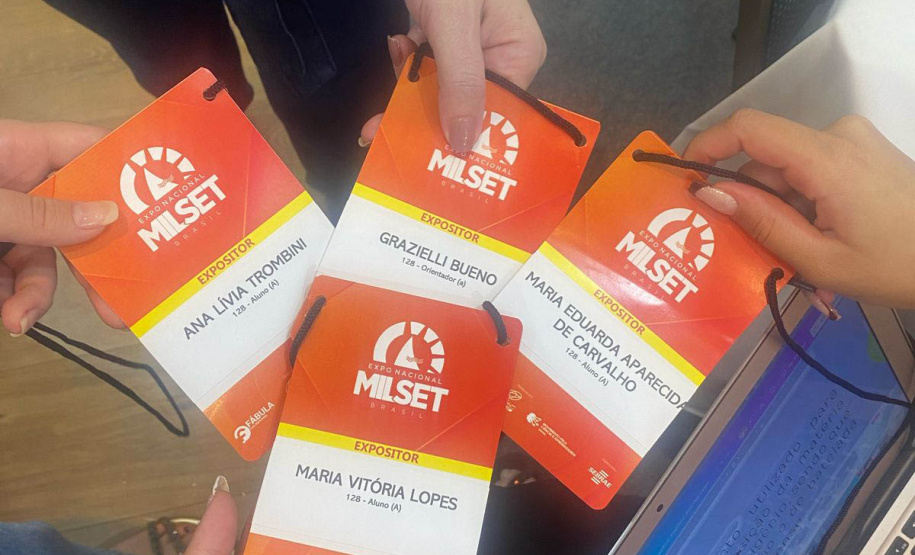 EXPO NACIONAL
MILSET
BRASIL
EXPOSITOR
ANA LÍVIA TROMBINI
128 - Aluno (A)
FÁBULA
EXPO NACIONAL
MILSET
BRASIL
EXPOSITOR
GRAZIELLI BUENO
128 - Orientador (a)
EXPO NACIONAL
MILSET
BRASIL
EXPOSITOR
MARIA EDUARDA APARECIDA
DE CARVALHO
128 - Aluno (A)
SEBRAE
EXPO NACIONAL
MILSET
BRASIL
EXPOSITOR
MARIA VITÓRIA LOPES
128 - Aluno (A)